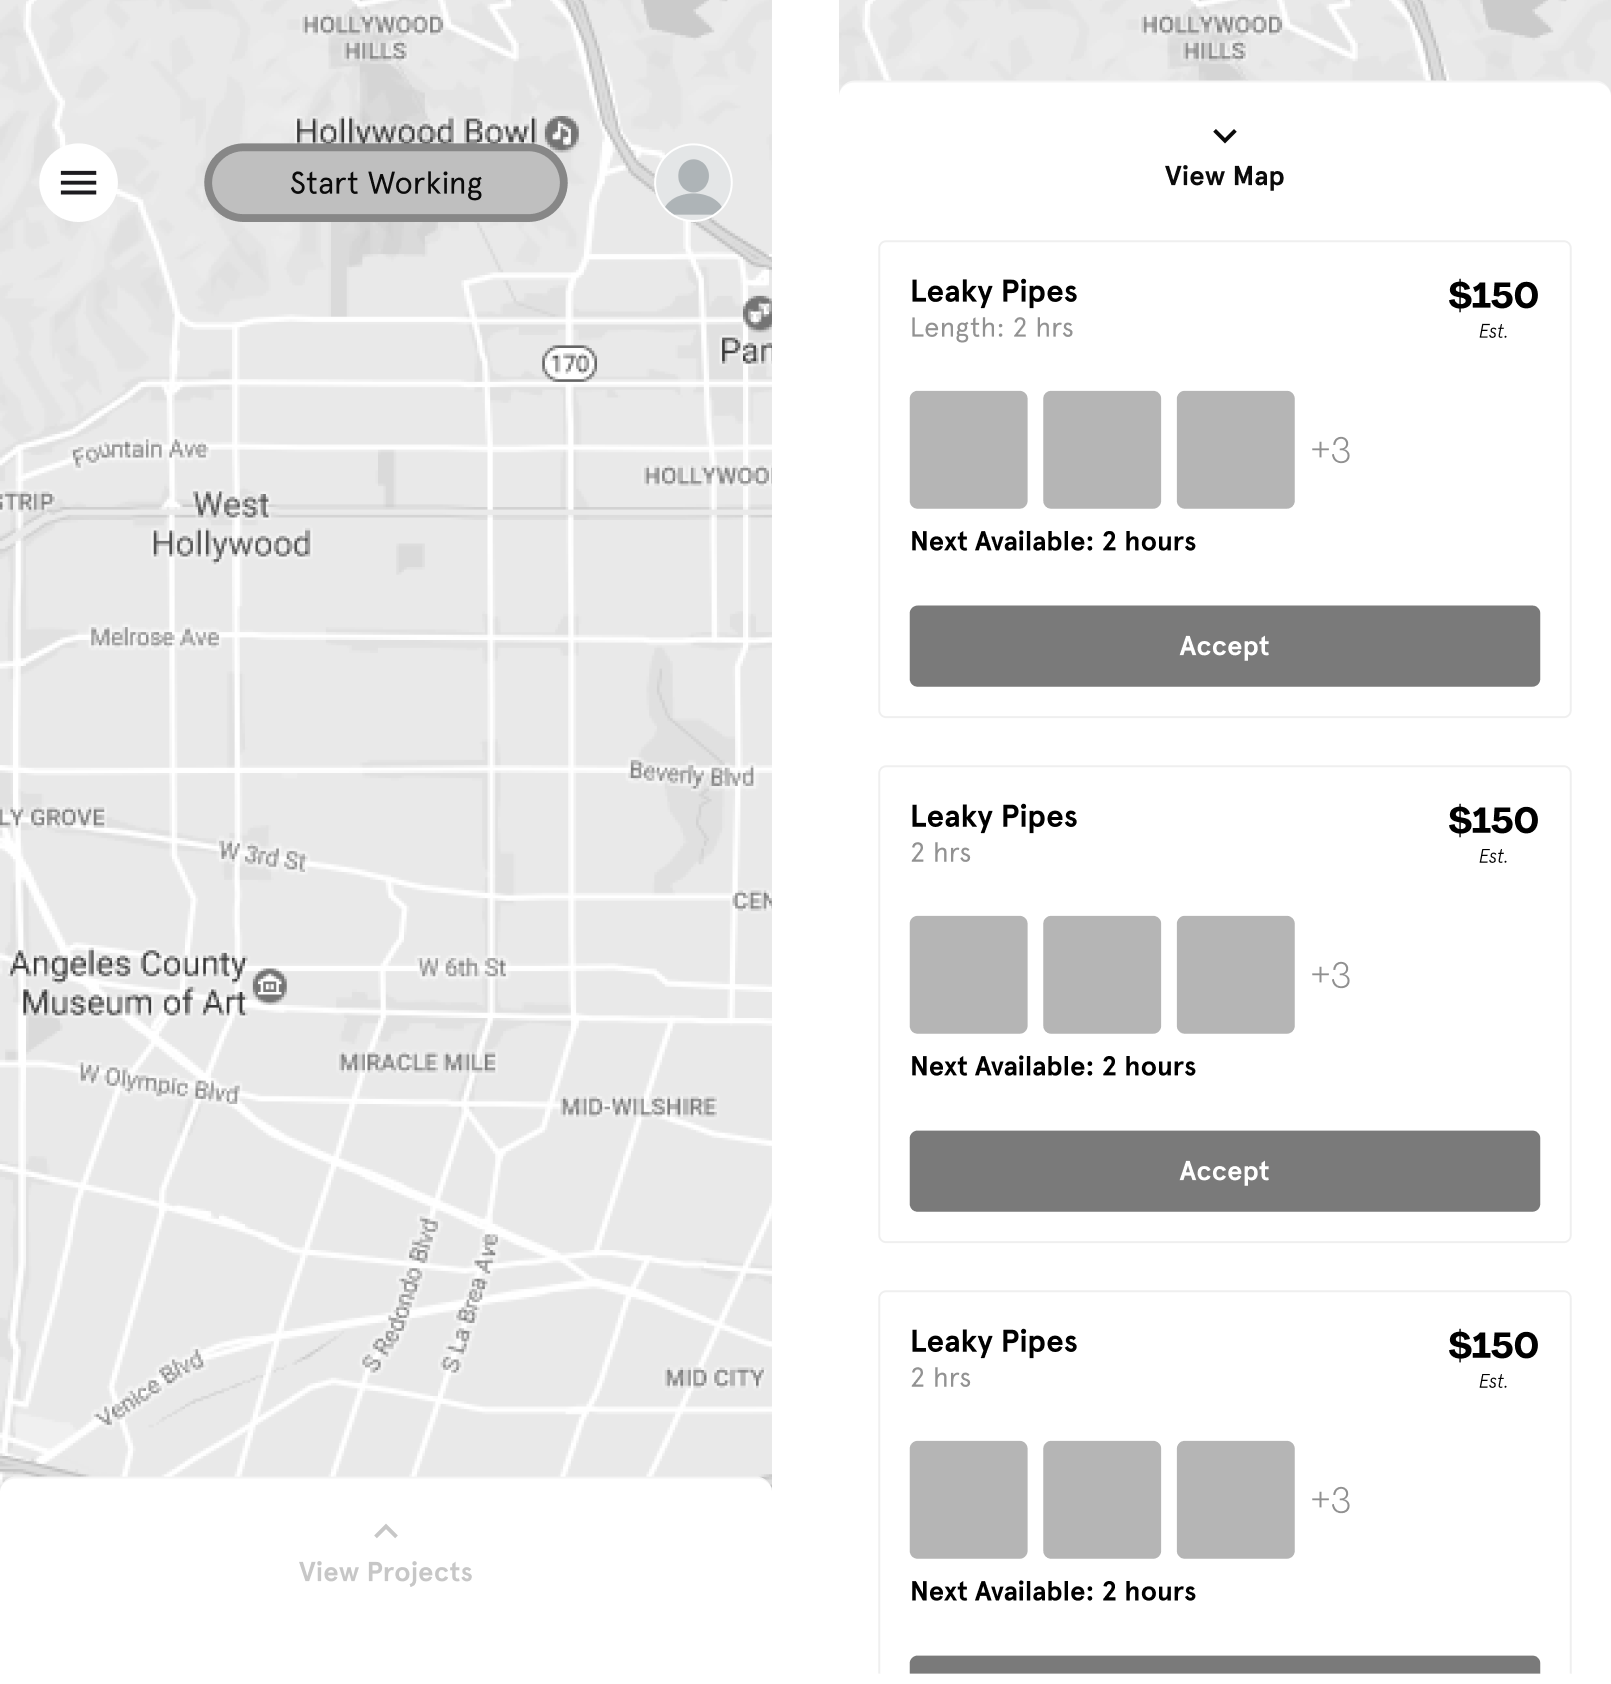 HOLLYWOOD
HILLS
Hollywood Bowl
Start Working
170
Pan
Fountain Ave
HOLLYWOO
STRIP
West
Hollywood
Melrose Ave
Beverly Blvd
LY GROVE
W 3rd St
CEN
Angeles County
Museum of Art
W 6th St
MIRACLE MILE
W Olympic Blvd
MID-WILSHIRE
S Redondo Blvd
S La Brea Ave
Venice Blvd
MID CITY
View Projects
HOLLYWOOD
HILLS
View Map
Leaky Pipes
$150
Length: 2 hrs
Est.
+3
Next Available: 2 hours
Accept
Leaky Pipes
$150
2 hrs
Est.
+3
Next Available: 2 hours
Accept
Leaky Pipes
$150
2 hrs
Est.
+3
Next Available: 2 hours